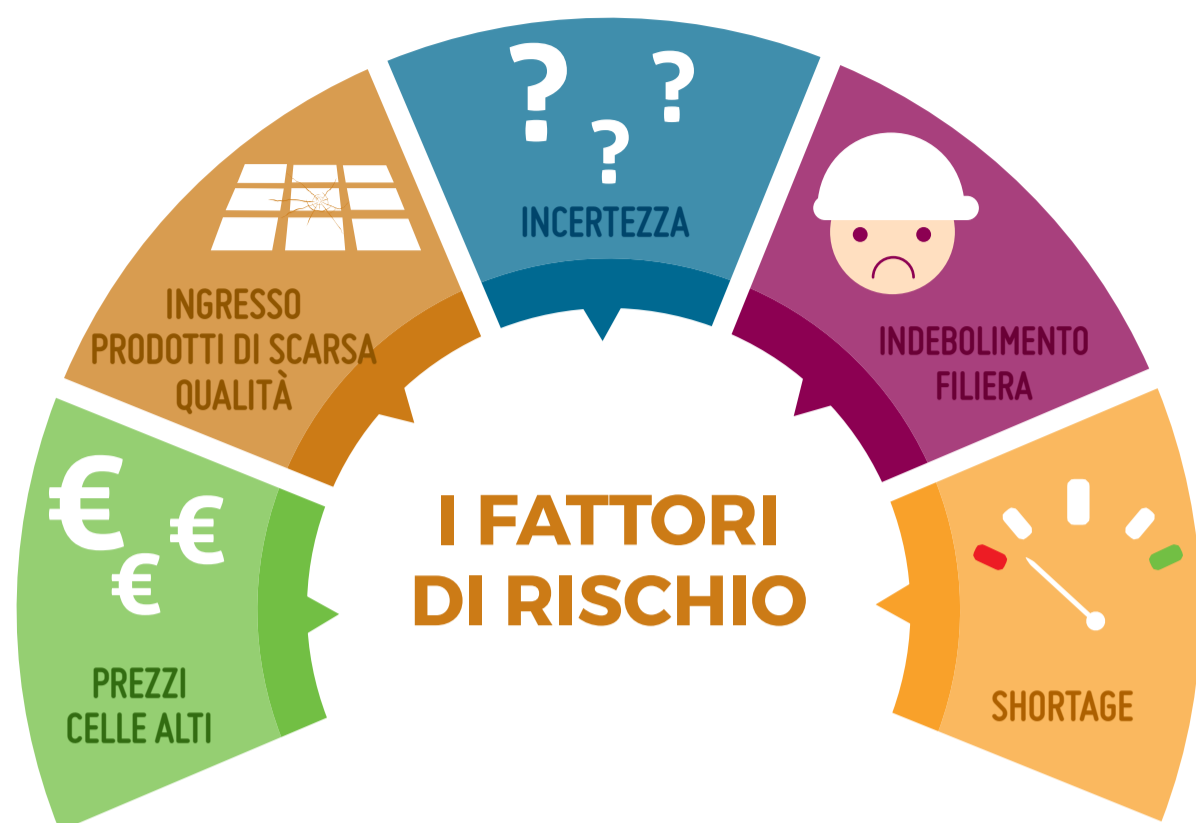 ? ? ?
INCERTEZZA
INGRESSO
PRODOTTI DI SCARSA
QUALITÀ
INDEBOLIMENTO
FILIERA
€ € €
PREZZI
CELLE ALTI
I FATTORI
DI RISCHIO
SHORTAGE